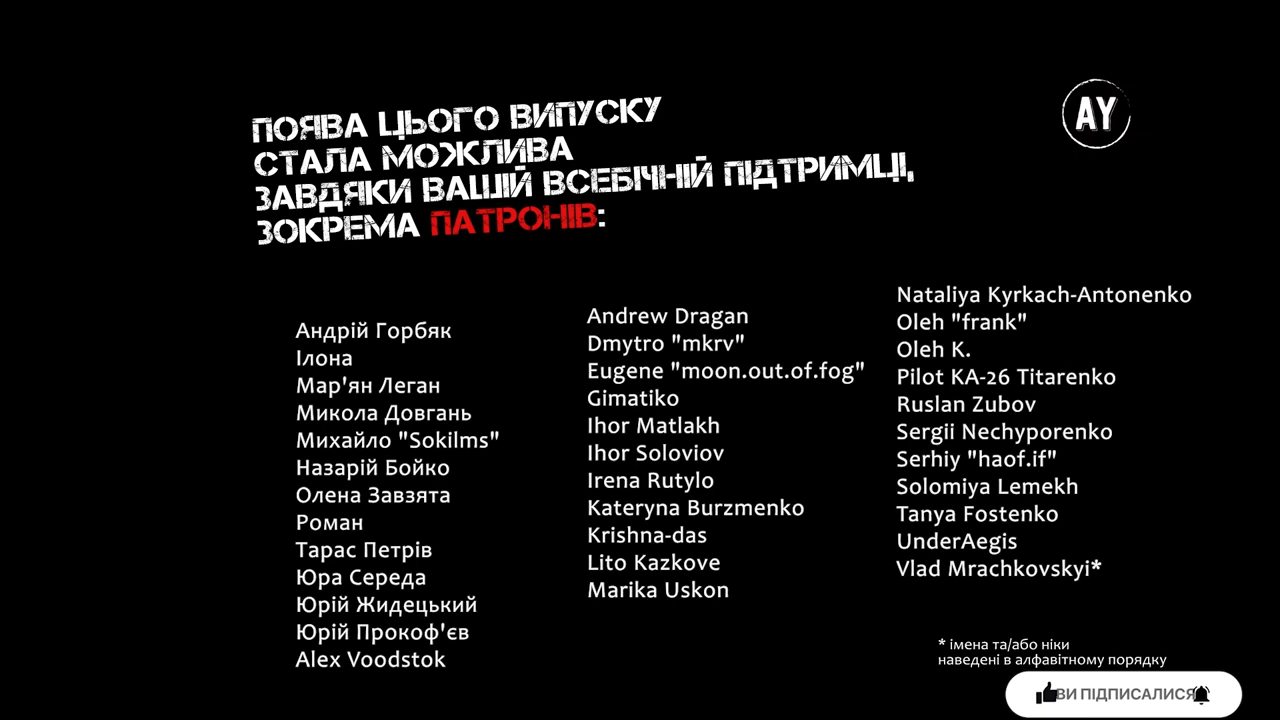 ПОЯВА ЦЬОГО ВИПУСКУ
СТАЛА МОЖЛИВА
ЗАВДЯКИ ВАШІЙ ВСЕБІЧНІЙ ПІДТРИМЦІ,
ЗОКРЕМА ПАТРОНІВ:
АУ
Андрій Горбяк
Ілона
Мар'ян Леган
Микола Довгань
Михайло "Sokilms"
Назарій Бойко
Олена Завзята
Роман
Тарас Петрів
Юра Середа
Юрій Жидецький
Юрій Прокоф'єв
Alex Voodstok
Andrew Dragan
Dmytro "mkrv"
Eugene "moon.out.of.fog"
Gimatiko
Ihor Matlakh
Ihor Soloviov
Irena Rutylo
Kateryna Burzmenko
Krishna-das
Lito Kazkove
Marika Uskon
Nataliya Kyrkach-Antonenko
Oleh "frank"
Oleh K.
Pilot KA-26 Titarenko
Ruslan Zubov
Sergii Nechyporenko
Serhiy "haof.if"
Solomiya Lemekh
Tanya Fostenko
UnderAegis
Vlad Mrachkovskyi*
* імена та/або ніки
наведені в алфавітному порядку
ВИ ПІДПИСАЛИСЯ